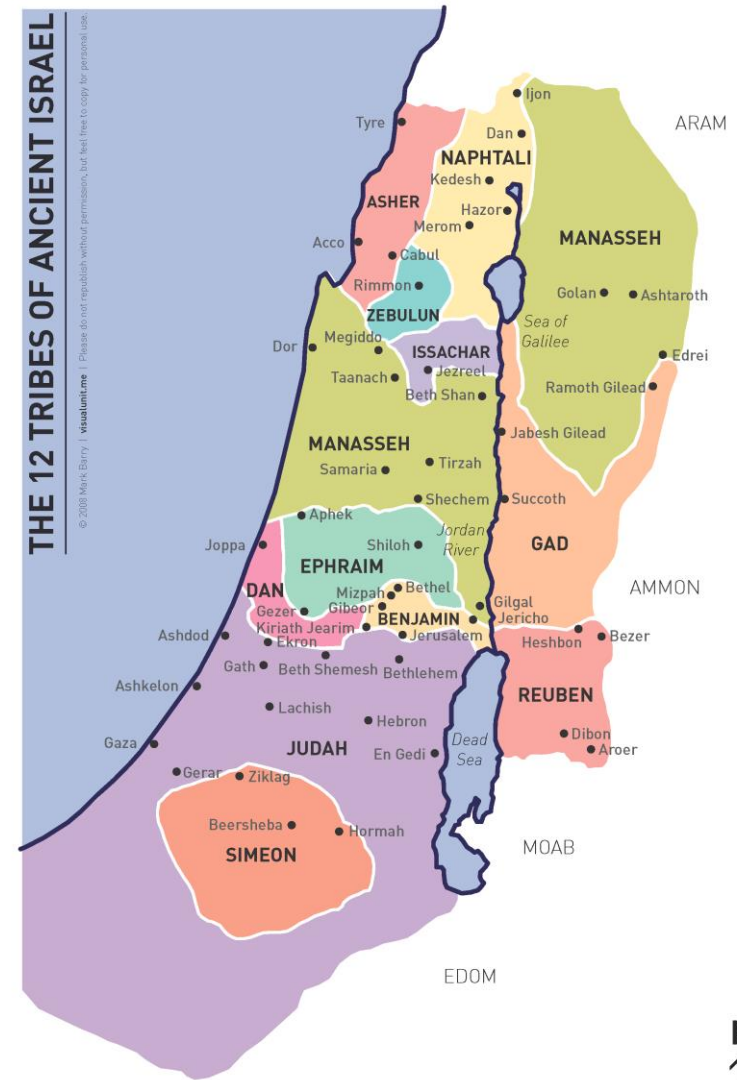 THE 12 TRIBES OF ANCIENT ISRAEL
© 2008 Mark Barry | visualunit.me | Please do not republish without permission, but feel free to copy for personal use.
Ijon
ARAM
Tyre
Dan
NAPHTALI
Kedesh
ASHER
Hazor
Merom
MANASSEH
Acco
Cabul
Rimmon
Golan
Ashtaroth
ZEBULUN
Sea of
Galilee
Megiddo
Dor
ISSACHAR
Edrei
Jezreel
Taanach
Ramoth Gilead
Beth Shan
Jabesh Gilead
MANASSEH
Tirzah
Samaria
Shechem
Succoth
Aphek
Jordan
River
Joppa
Shiloh
GAD
EPHRAIM
DAN
Bethel
AMMON
Mizpah
Gibeor
Gilgal
Gezer
BENJAMIN
Jericho
Kiriath Jearim
Ashdod
Jerusalem
Heshbon
Bezer
Ekron
Gath
Beth Shemesh
Bethlehem
Ashkelon
REUBEN
Lachish
Hebron
Dibon
Gaza
JUDAH
Dead
Sea
En Gedi
Aroer
Gerar
Ziklag
Beersheba
Hormah
MOAB
SIMEON
EDOM